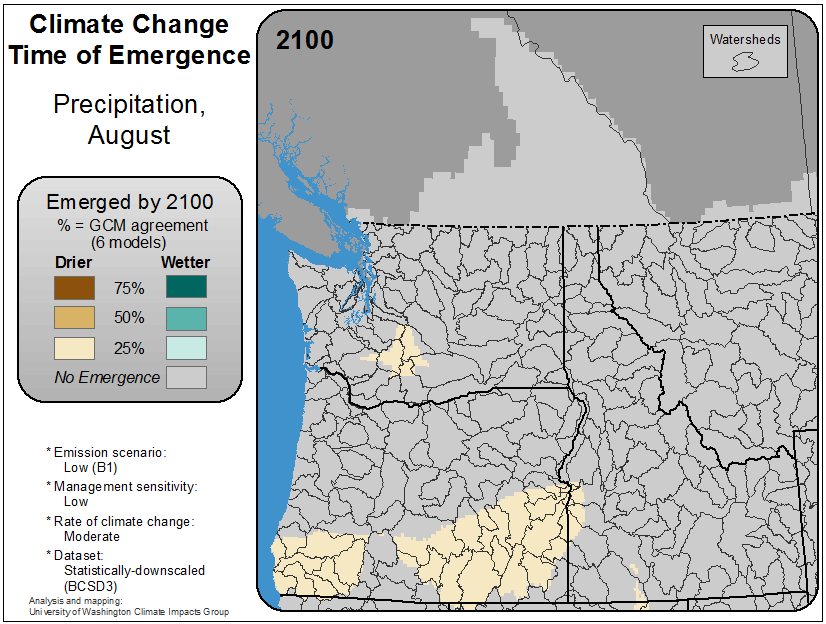 Climate Change
Time of Emergence
Precipitation,
August
Emerged by 2100
% = GCM agreement
(6 models)
Drier Wetter
75%
50%
25%
No Emergence
* Emission scenario:
Low (B1)
* Management sensitivity:
Low
* Rate of climate change:
Moderate
* Dataset:
Statistically-downscaled
(BCSD3)
Analysis and mapping:
University of Washington Climate Impacts Group
2100
Watersheds